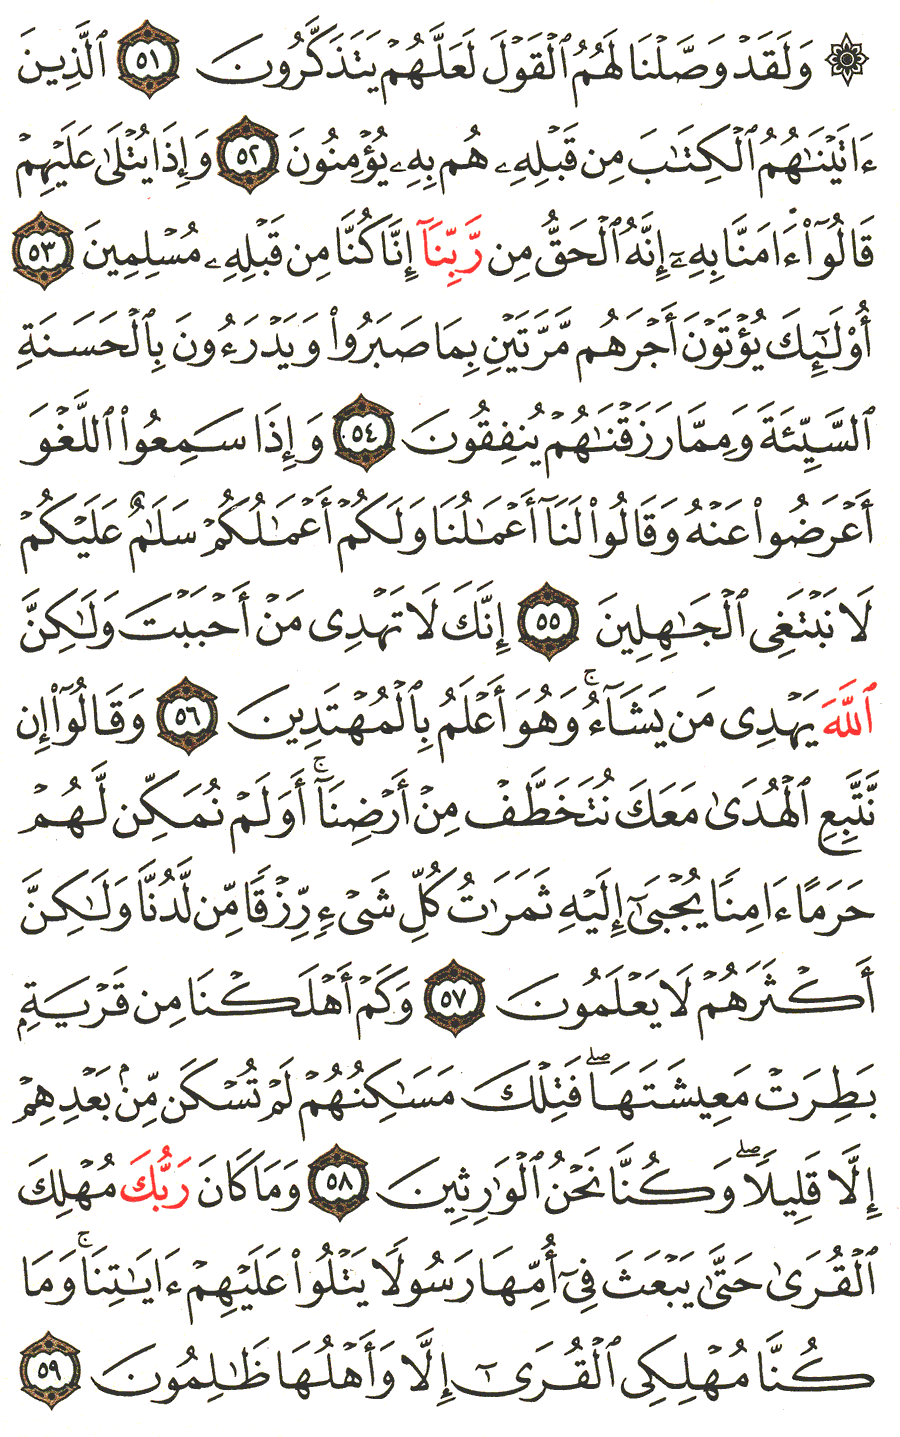 ۞ وَلَقَدْ وَصَّلْنَا لَهُمُ ٱلْقَوْلَ لَعَلَّهُمْ يَتَذَكَّرُونَ ٥١ ٱلَّذِينَ
ءَاتَيْنَٰهُمُ ٱلْكِتَٰبَ مِن قَبْلِهِۦ هُم بِهِۦ يُؤْمِنُونَ ٥٢ وَإِذَا يُتْلَىٰ عَلَيْهِمْ
قَالُوٓا۟ ءَامَنَّا بِهِۦٓ إِنَّهُ ٱلْحَقُّ مِن رَّبِّنَآ إِنَّا كُنَّا مِن قَبْلِهِۦ مُسْلِمِينَ ٥٣
أُو۟لَٰٓئِكَ يُؤْتَوْنَ أَجْرَهُم مَّرَّتَيْنِ بِمَا صَبَرُوا۟ وَيَدْرَءُونَ بِٱلْحَسَنَةِ
ٱلسَّيِّئَةَ وَمِمَّا رَزَقْنَٰهُمْ يُنفِقُونَ ٥٤ وَإِذَا سَمِعُوا۟ ٱللَّغْوَ
أَعْرَضُوا۟ عَنْهُ وَقَالُوا۟ لَنَآ أَعْمَٰلُنَا وَلَكُمْ أَعْمَٰلُكُمْ سَلَٰمٌ عَلَيْكُمْ
لَا نَبْتَغِى ٱلْجَٰهِلِينَ ٥٥ إِنَّكَ لَا تَهْدِى مَنْ أَحْبَبْتَ وَلَٰكِنَّ
ٱللَّهَ يَهْدِى مَن يَشَآءُ ۚ وَهُوَ أَعْلَمُ بِٱلْمُهْتَدِينَ ٥٦ وَقَالُوٓا۟ إِن
نَّتَّبِعِ ٱلْهُدَىٰ مَعَكَ نُتَخَطَّفْ مِنْ أَرْضِنَآ ۚ أَوَلَمْ نُمَكِّن لَّهُمْ
حَرَمًا ءَامِنًا يُجْبَىٰٓ إِلَيْهِ ثَمَرَٰتُ كُلِّ شَىْءٍ رِّزْقًا مِّن لَّدُنَّا وَلَٰكِنَّ
أَكْثَرَهُمْ لَا يَعْلَمُونَ ٥٧ وَكَمْ أَهْلَكْنَا مِن قَرْيَةٍۭ
بَطِرَتْ مَعِيشَتَهَا ۖ فَتِلْكَ مَسَٰكِنُهُمْ لَمْ تُسْكَن مِّنۢ بَعْدِهِمْ
إِلَّا قَلِيلًا ۖ وَكُنَّا نَحْنُ ٱلْوَٰرِثِينَ ٥٨ وَمَا كَانَ رَبُّكَ مُهْلِكَ
ٱلْقُرَىٰ حَتَّىٰ يَبْعَثَ فِىٓ أُمِّهَا رَسُولًا يَتْلُوا۟ عَلَيْهِمْ ءَايَٰتِنَا ۚ وَمَا
كُنَّا مُهْلِكِى ٱلْقُرَىٰٓ إِلَّا وَأَهْلُهَا ظَٰلِمُونَ ٥٩